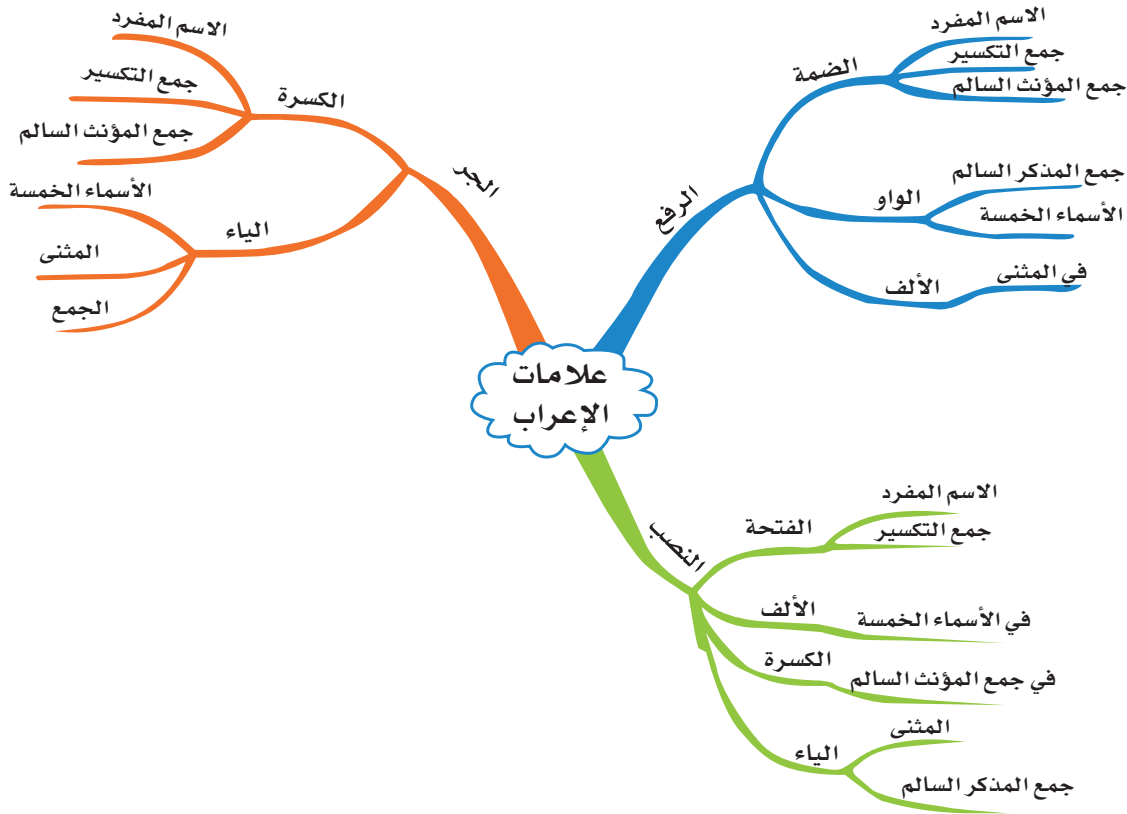 علامات
الإعراب
الرفع
الضمة
الاسم المفرد
جمع التكسير
جمع المؤنث السالم
الواو
جمع المذكر السالم
الأسماء الخمسة
الألف
في المثنى
النصب
الفتحة
الاسم المفرد
جمع التكسير
الألف
في الأسماء الخمسة
الكسرة
في جمع المؤنث السالم
الياء
المثنى
جمع المذكر السالم
الجر
الكسرة
الاسم المفرد
جمع التكسير
جمع المؤنث السالم
الياء
الأسماء الخمسة
المثنى
الجمع